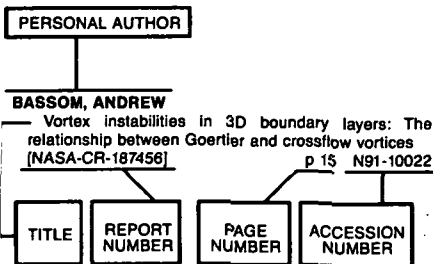 PERSONAL AUTHOR
BASSOM, ANDREW
Vortex instabilities in 3D boundary layers: The
relationship between Goertler and crossflow vortices
[NASA-CR-187456] p 15 N91-10022
TITLE
REPORT
NUMBER
PAGE
NUMBER
ACCESSION
NUMBER